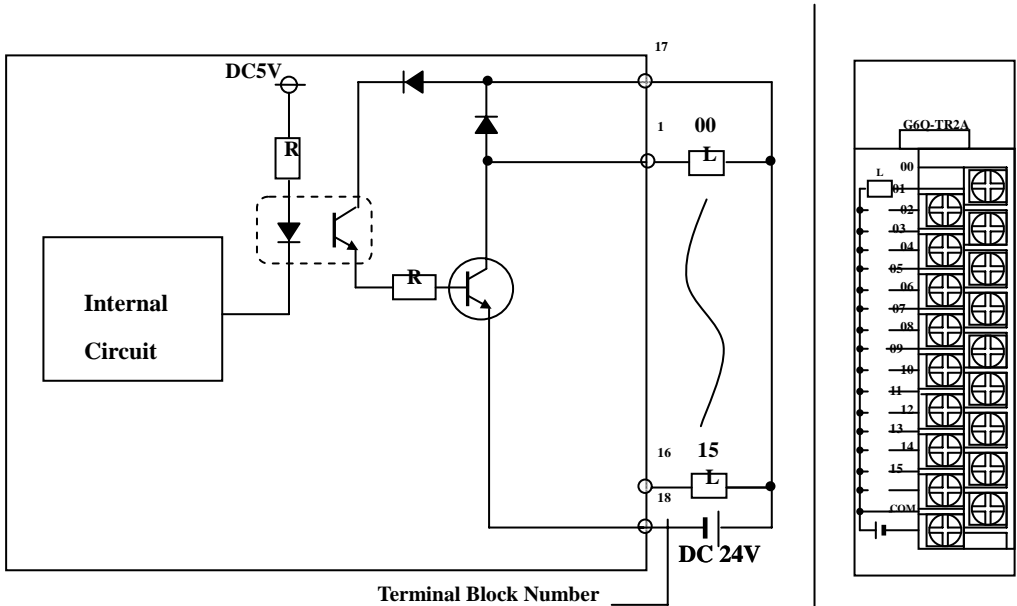 DC5V
R
Internal
Circuit
R
17
1
00
L
16
15
L
18
DC 24V
Terminal Block Number
G6Q-TR2A
L
00
01
02
03
04
05
06
07
08
09
10
11
12
13
14
15
COM